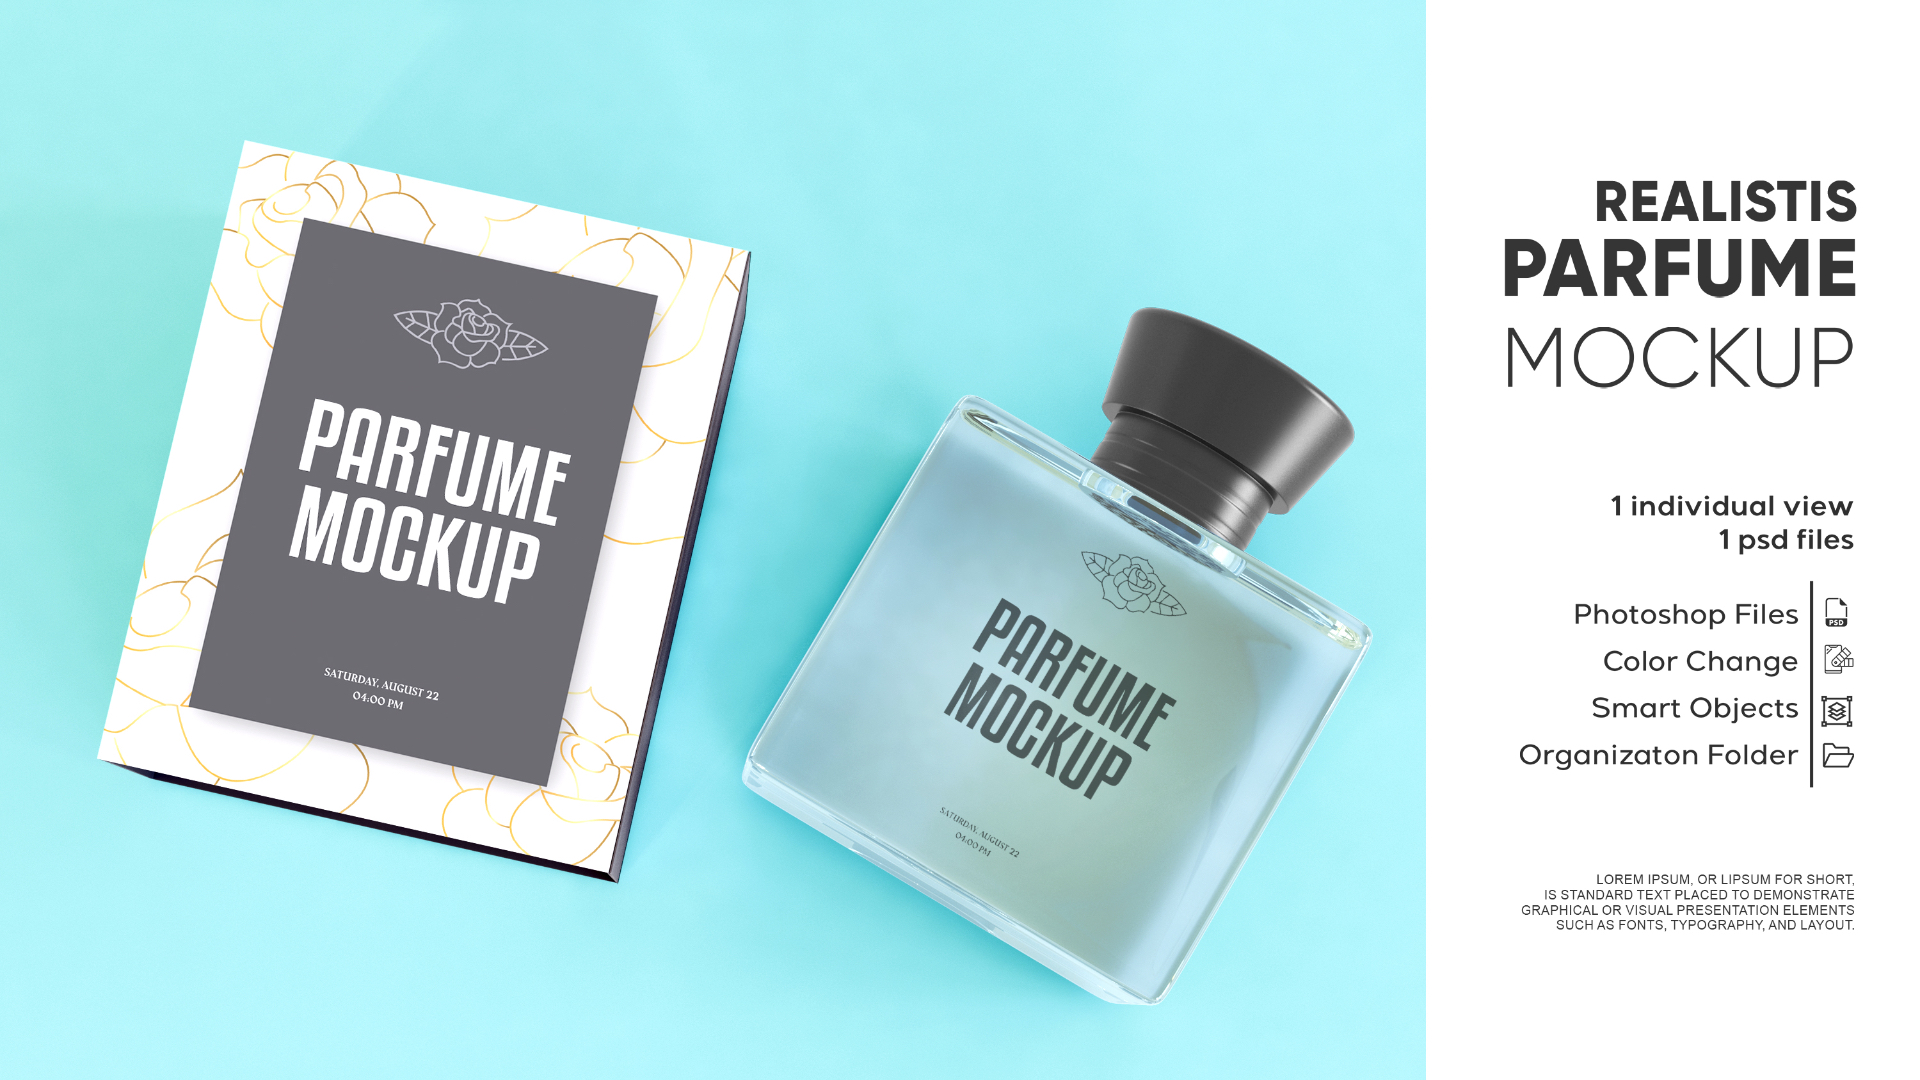 PARFUME
MOCKUP
SATURDAY, AUGUST 22
04:00 PM
PARFUME
MOCKUP
SATURDAY, AUGUST 22
04:00 PM
REALISTIS
PARFUME
MOCKUP
1 individual view
1 psd files
Photoshop Files
PSD
Color Change
Smart Objects
Organizaton Folder
LOREM IPSUM, OR LIPSUM FOR SHORT,
IS STANDARD TEXT PLACED TO DEMONSTRATE
GRAPHICAL OR VISUAL PRESENTATION ELEMENTS
SUCH AS FONTS, TYPOGRAPHY, AND LAYOUT.